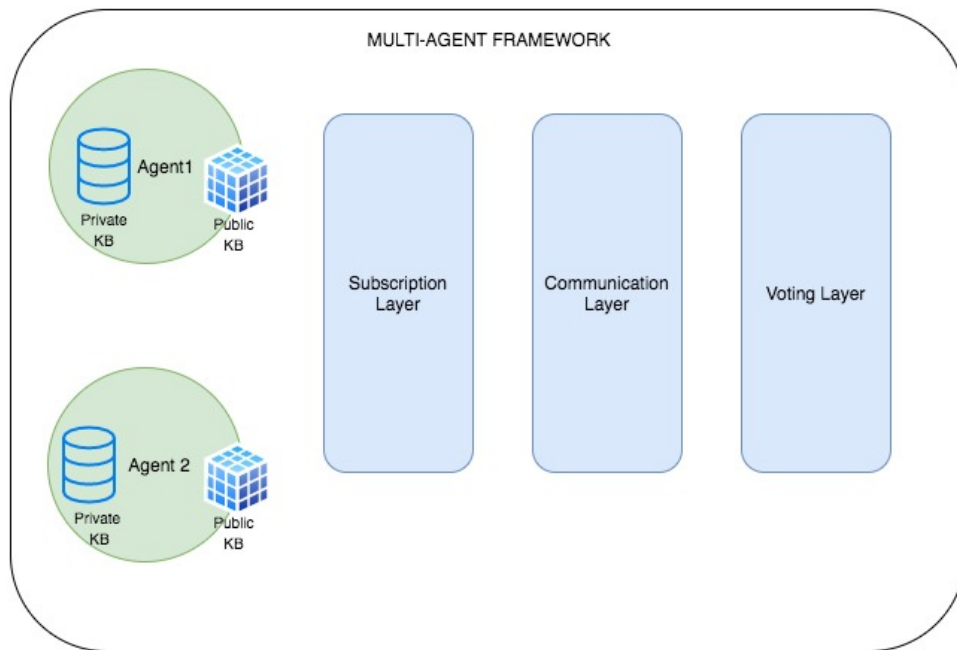 MULTI-AGENT FRAMEWORK
Agent1
Private
KB
Public
KB
Subscription
Layer
Communication
Layer
Voting Layer
Agent 2
Private
KB
Public
KB